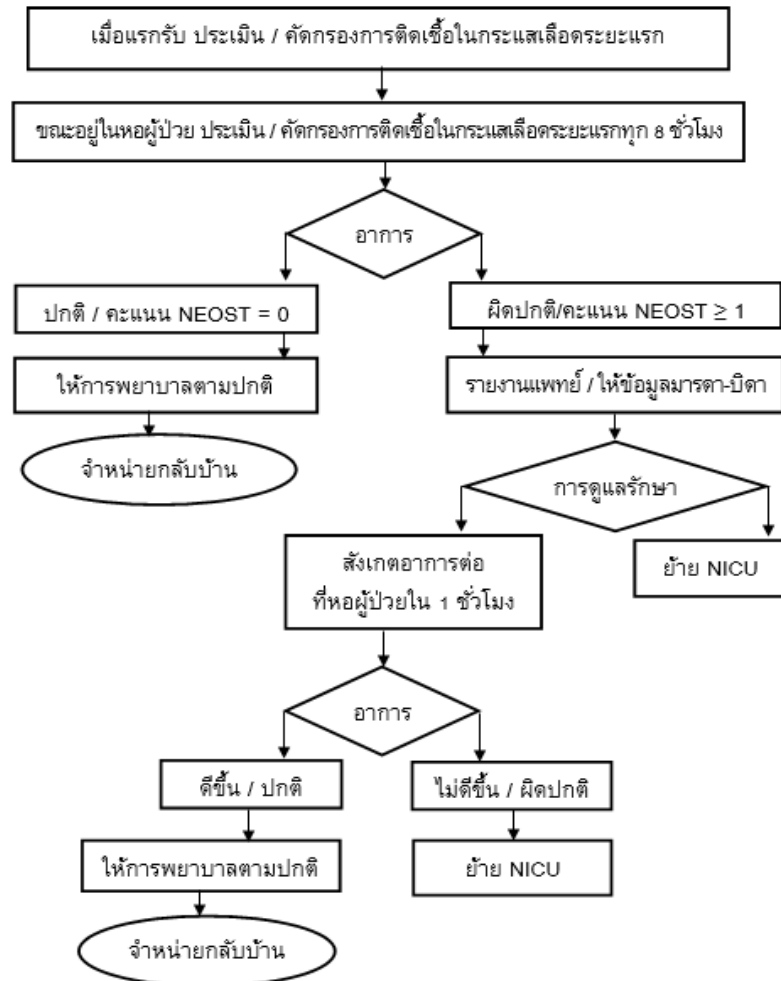 เมื่อแรกรับ ประเมิน / คัดกรองการติดเชื้อในกระแสเลือดระยะแรก
ขณะอยู่ในหอผู้ป่วย ประเมิน / คัดกรองการติดเชื้อในกระแสเลือดระยะแรกทุก 8 ชั่วโมง
อาการ
ปกติ / คะแนน NEOST = 0
ผิดปกติ/คะแนน NEOST ≥ 1
ให้การพยาบาลตามปกติ
รายงานแพทย์ / ให้ข้อมูลมารดา-บิดา
จำหน่ายกลับบ้าน
การดูแลรักษา
สังเกตอาการต่อ
ที่หอผู้ป่วยใน 1 ชั่วโมง
ย้าย NICU
อาการ
ดีขึ้น / ปกติ
ไม่ดีขึ้น / ผิดปกติ
ให้การพยาบาลตามปกติ
ย้าย NICU
จำหน่ายกลับบ้าน